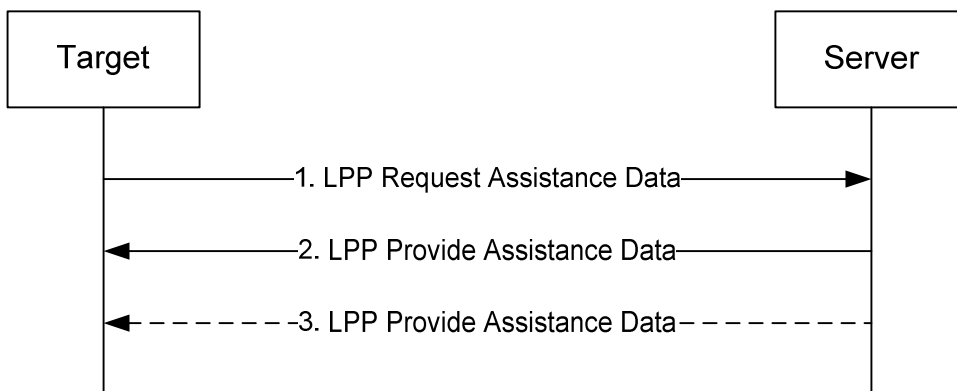 Target
Server
1. LPP Request Assistance Data
2. LPP Provide Assistance Data
3. LPP Provide Assistance Data